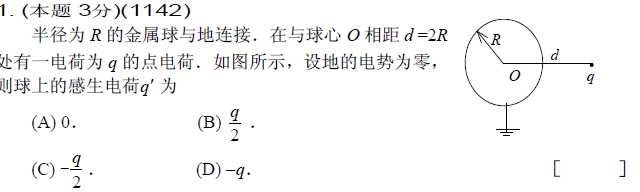 1. (本题 3分)(1142)
半径为 R 的金属球与地连接．在与球心 O 相距 d =2R
处有一电荷为 q 的点电荷．如图所示，设地的电势为零，
则球上的感生电荷q′ 为
(A) 0．
(B) q/2 ．
(C) −q/2 ．
(D) −q．
[ ]
R
d
O
q